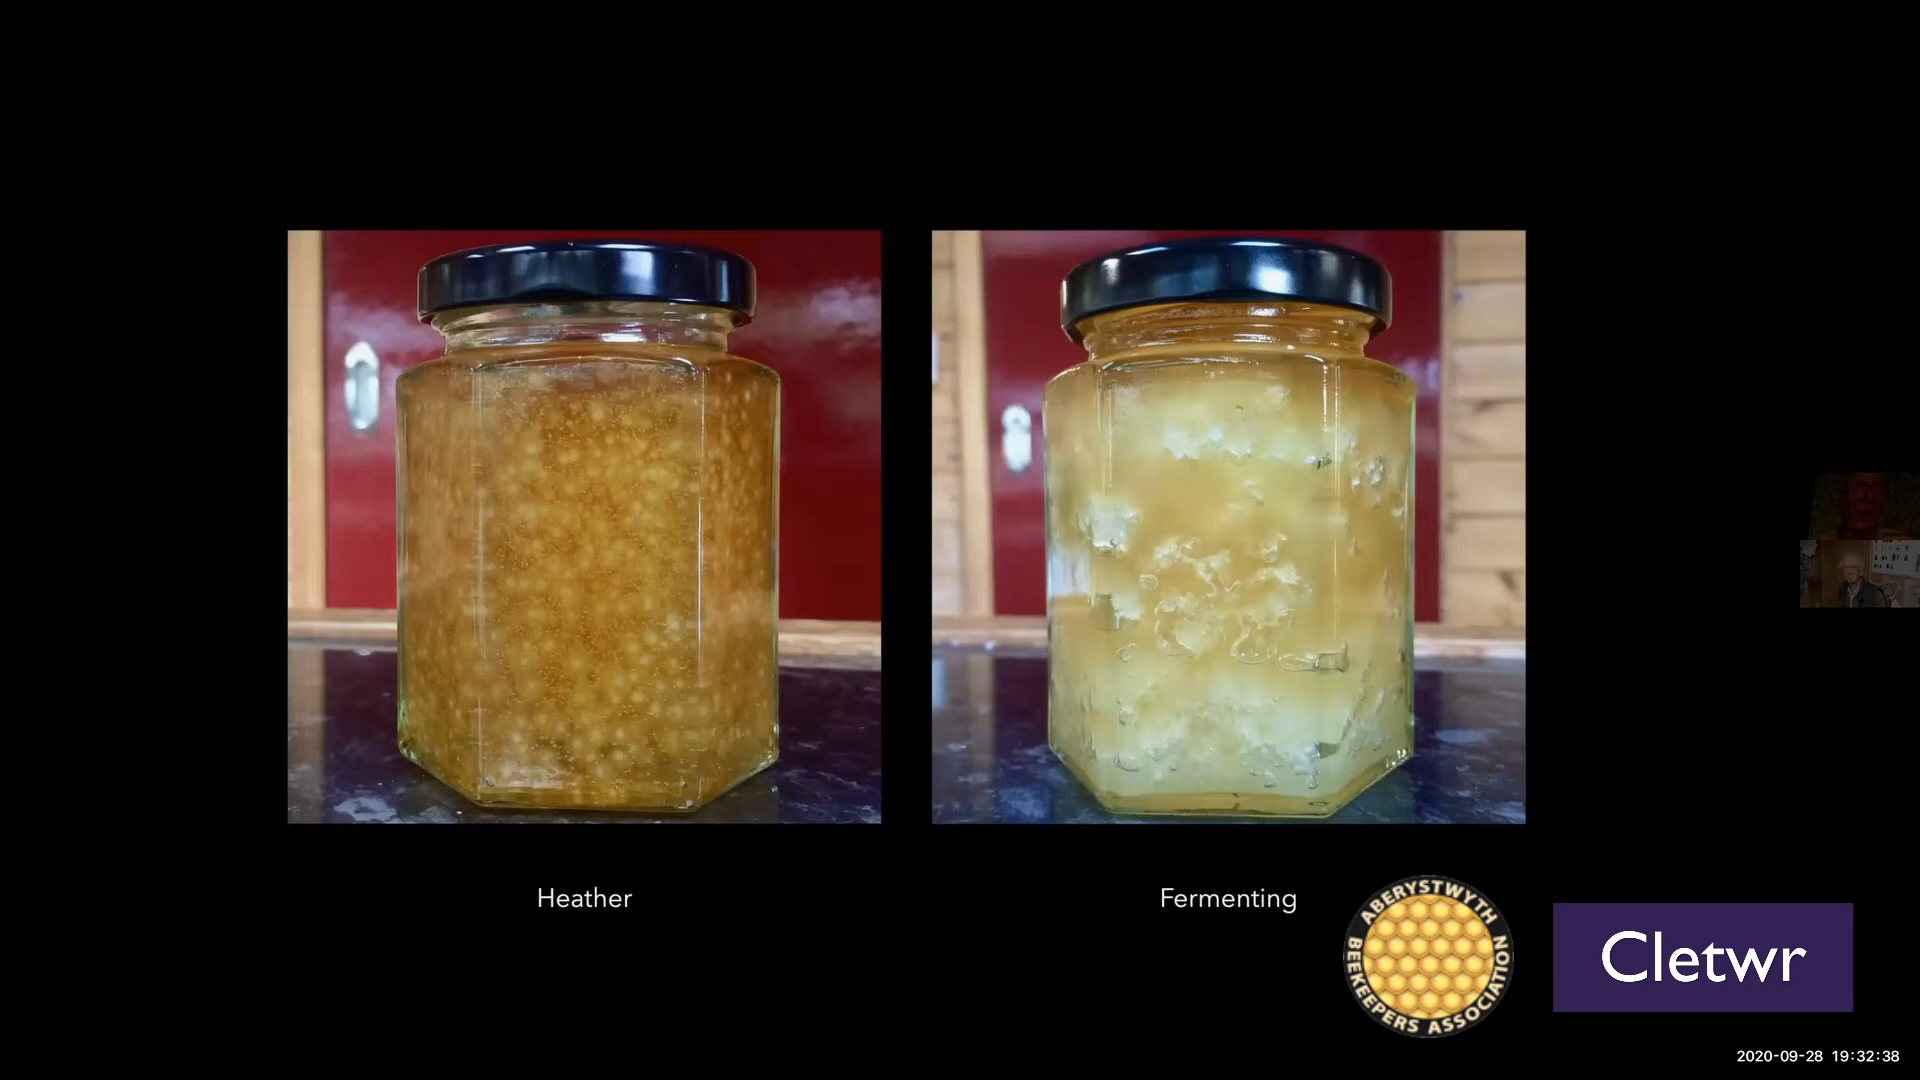 Heather
Fermenting
ABERYSTWYTH
BEEKEEPERS ASSOCIATION
Cletwr
2020-09-28 19:32:38